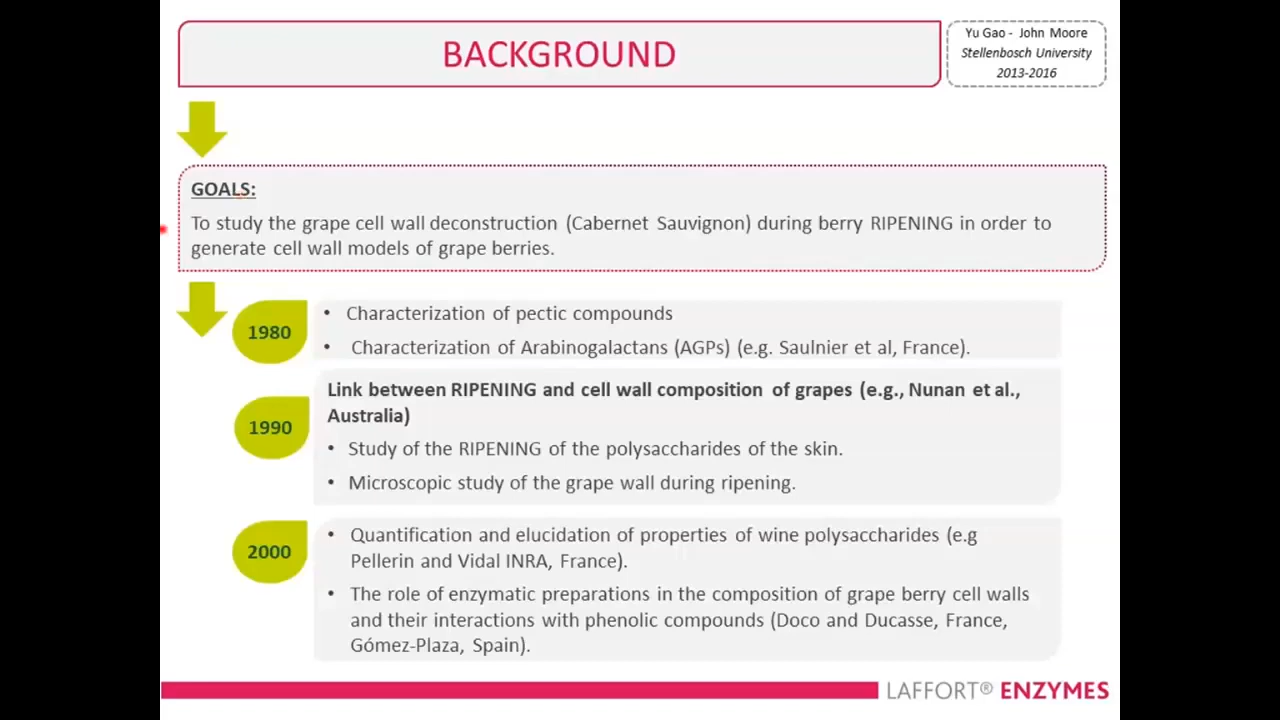 BACKGROUND
Yu Gao - John Moore
Stellenbosch University
2013-2016
GOALS:
To study the grape cell wall deconstruction (Cabernet Sauvignon) during berry RIPENING in order to
generate cell wall models of grape berries.
1980
• Characterization of pectic compounds
• Characterization of Arabinogalactans (AGPs) (e.g. Saulnier et al, France).
1990
Link between RIPENING and cell wall composition of grapes (e.g., Nunan et al.,
Australia)
• Study of the RIPENING of the polysaccharides of the skin.
• Microscopic study of the grape wall during ripening.
2000
• Quantification and elucidation of properties of wine polysaccharides (e.g
Pellerin and Vidal INRA, France).
• The role of enzymatic preparations in the composition of grape berry cell walls
and their interactions with phenolic compounds (Doco and Ducasse, France,
Gómez-Plaza, Spain).
LAFFORT® ENZYMES